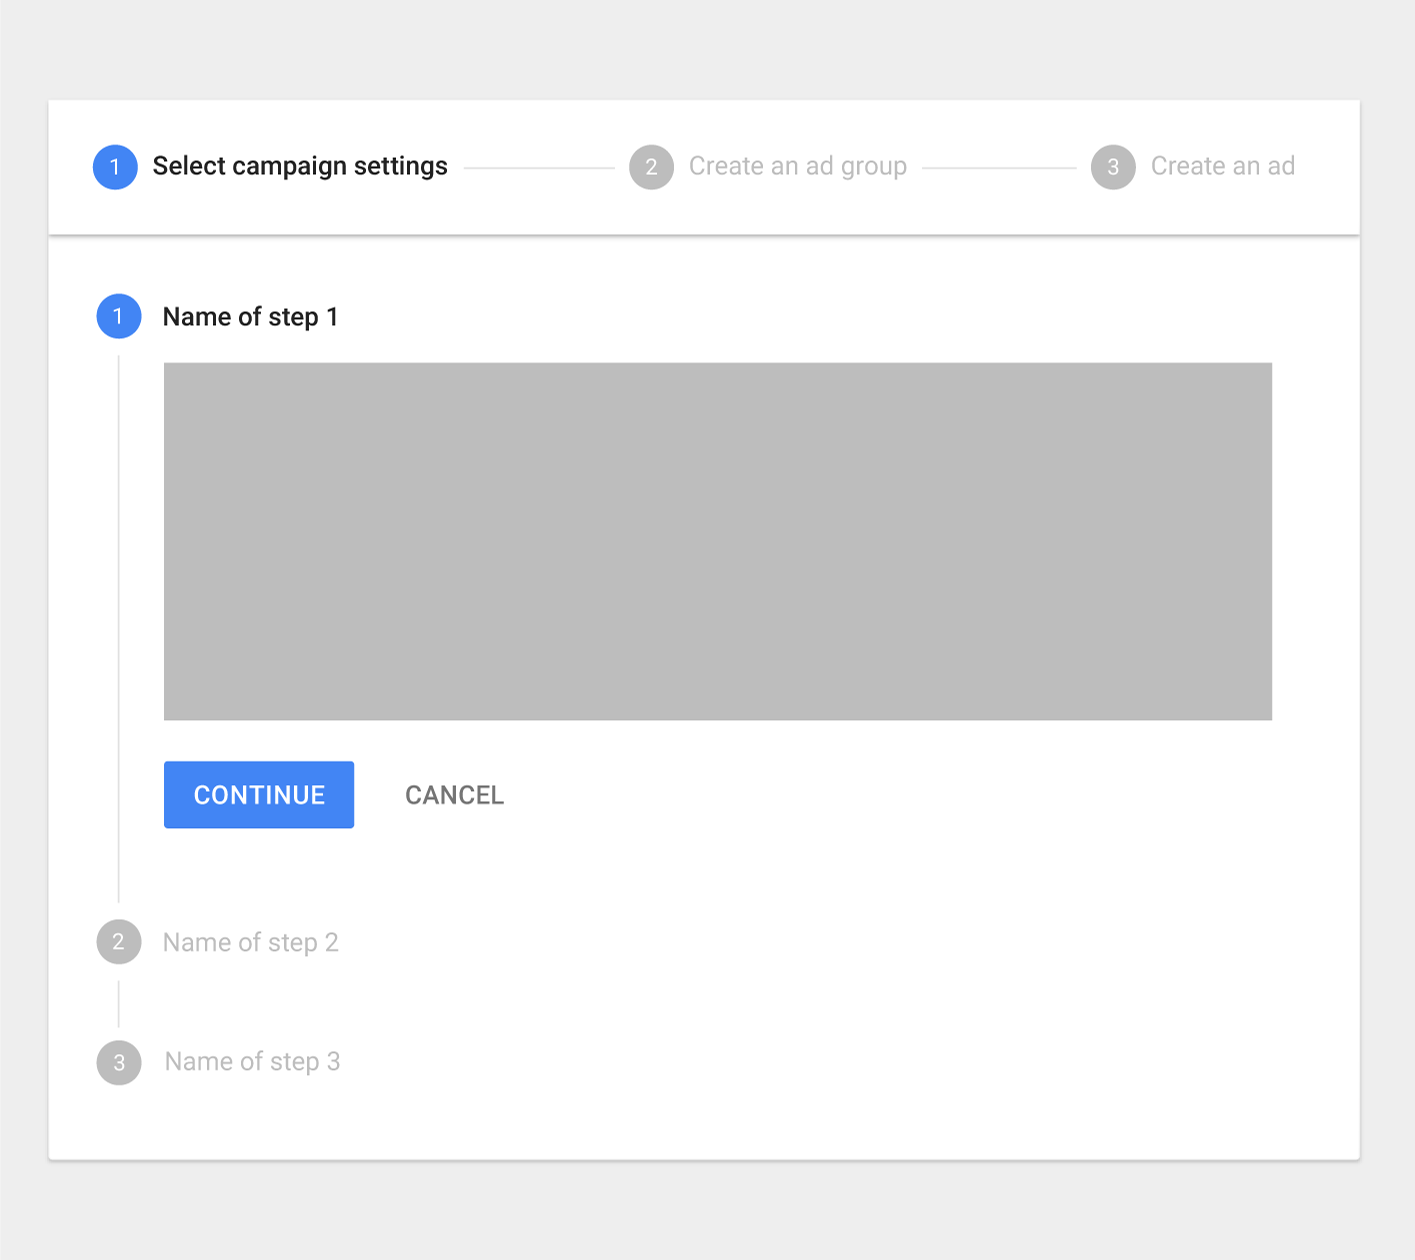 1 Select campaign settings 2 Create an ad group 3 Create an ad
1 Name of step 1
CONTINUE CANCEL
2 Name of step 2
3 Name of step 3